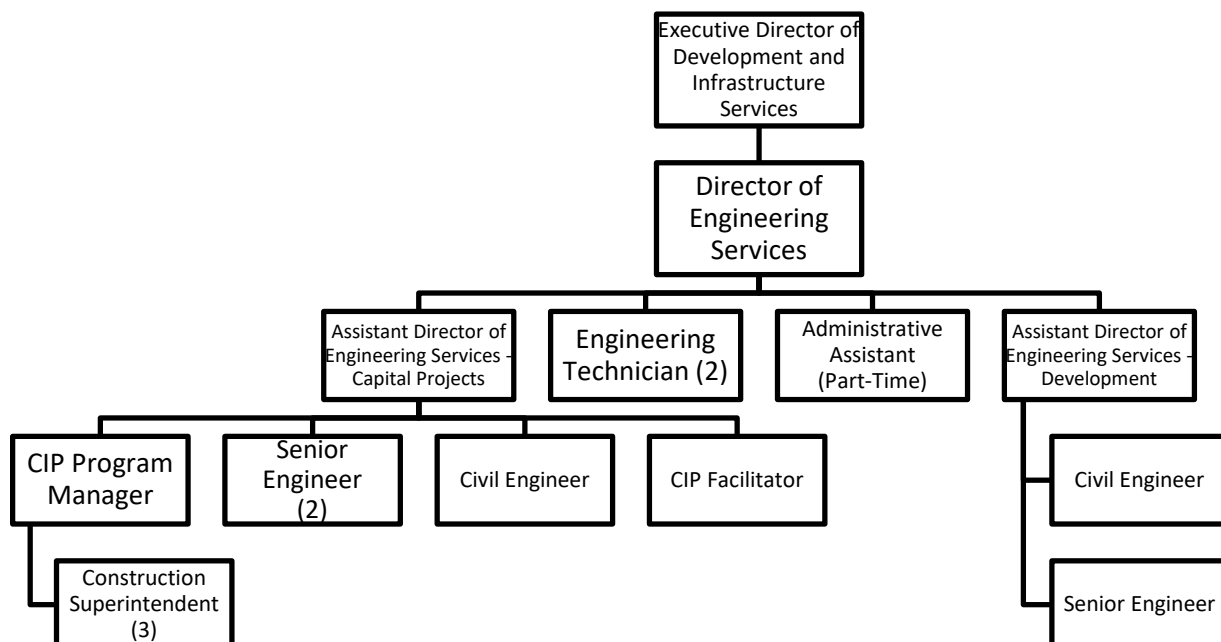 Executive Director of
Development and
Infrastructure
Services
Director of
Engineering
Services
Assistant Director of
Engineering Services -
Capital Projects
Engineering
Technician (2)
Administrative
Assistant
(Part-Time)
Assistant Director of
Engineering Services -
Development
CIP Program
Manager
Senior
Engineer
(2)
Civil Engineer
CIP Facilitator
Civil Engineer
Construction
Superintendent
(3)
Senior Engineer